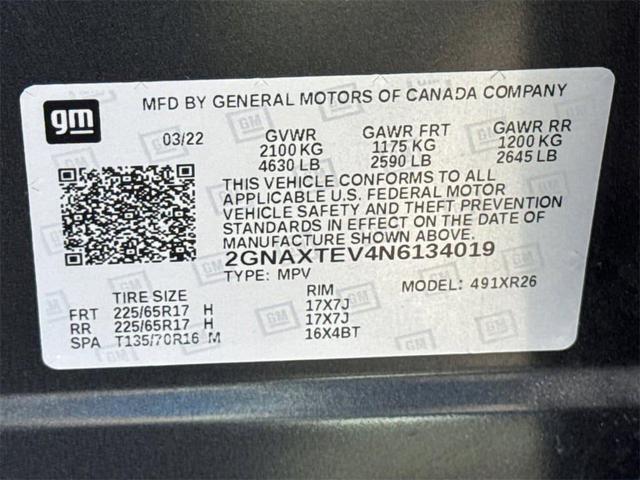 gm
MFD BY GENERAL MOTORS OF CANADA COMPANY
03/22 GVWR GAWR FRT GAWR RR
2100 KG 1175 KG 1200 KG
4630 LB 2590 LB 2645 LB
THIS VEHICLE CONFORMS TO ALL
APPLICABLE U.S. FEDERAL MOTOR
VEHICLE SAFETY AND THEFT PREVENTION
STANDARDS IN EFFECT ON THE DATE OF
MANUFACTURE SHOWN ABOVE.
2GNAXTEV4N6134019
TYPE: MPV MODEL: 491XR26
TIRE SIZE RIM
FRT 225/65R17 H 17X7J
RR 225/65R17 H 17X7J
SPA T135/70R16 M 16X4BT